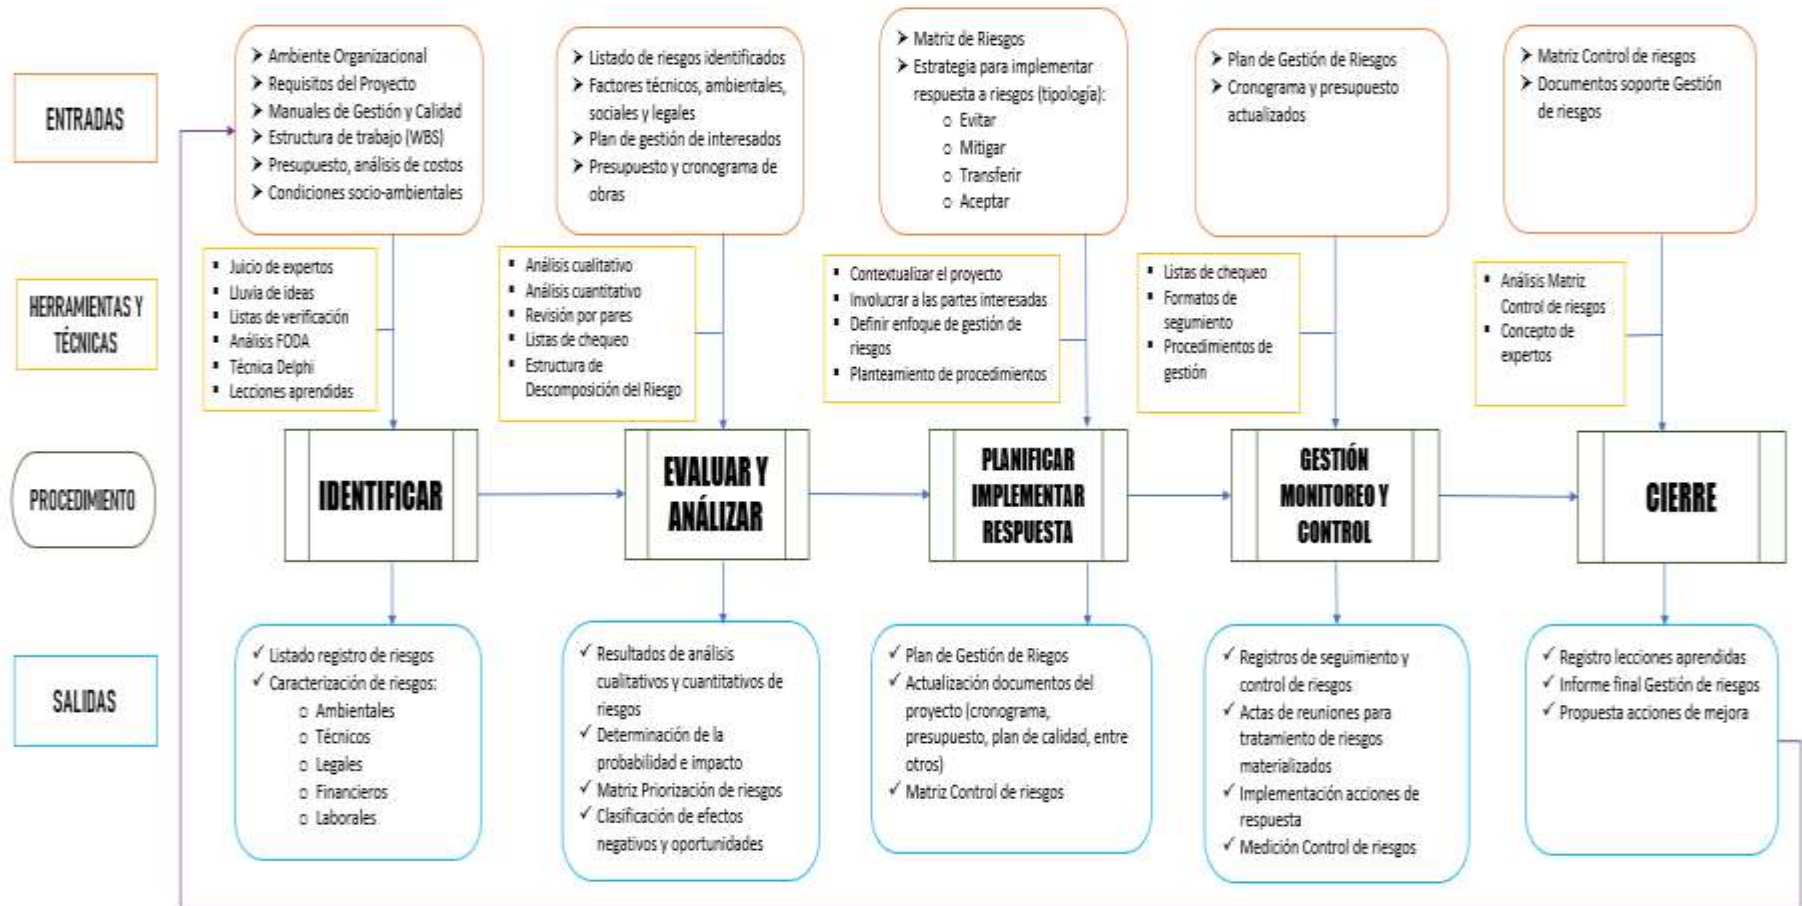 ENTRADAS
Ambiente Organizacional
Requisitos del Proyecto
Manuales de Gestión y Calidad
Estructura de trabajo (WBS)
Presupuesto, análisis de costos
Condiciones socio-ambientales
Listado de riesgos identificados
Factores técnicos, ambientales,
sociales y legales
Plan de gestión de interesados
Presupuesto y cronograma de
obras
Matriz de Riesgos
Estrategia para implementar
respuesta a riesgos (tipología):
Evitar
Mitigar
Transferir
Aceptar
Plan de Gestión de Riesgos
Cronograma y presupuesto
actualizados
Matriz Control de riesgos
Documentos soporte Gestión
de riesgos
HERRAMIENTAS Y
TÉCNICAS
Juicio de expertos
Lluvia de ideas
Listas de verificación
Análisis FODA
Técnica Delphi
Lecciones aprendidas
Análisis cualitativo
Análisis cuantitativo
Revisión por pares
Listas de chequeo
Estructura de
Descomposición del Riesgo
Contextualizar el proyecto
Involucrar a las partes interesadas
Definir enfoque de gestión de
riesgos
Planteamiento de procedimientos
Listas de chequeo
Formatos de
segumiento
Procedimientos de
gestión
Análisis Matriz
Control de riesgos
Concepto de
expertos
PROCEDIMIENTO
IDENTIFICAR
EVALUAR Y
ANÁLIZAR
PLANIFICAR
IMPLEMENTAR
RESPUESTA
GESTIÓN
MONITOREO Y
CONTROL
CIERRE
SALIDAS
Listado registro de riesgos
Caracterización de riesgos:
Ambientales
Técnicos
Legales
Financieros
Laborales
Resultados de análisis
cualitativos y cuantitativos de
riesgos
Determinación de la
probabilidad e impacto
Matriz Priorización de riesgos
Clasificación de efectos
negativos y oportunidades
Plan de Gestión de Riegos
Actualización documentos del
proyecto (cronograma,
presupuesto, plan de calidad, entre
otros)
Matriz Control de riesgos
Registros de seguimiento y
control de riesgos
Actas de reuniones para
tratamiento de riesgos
materializados
Implementación acciones de
respuesta
Medición Control de riesgos
Registro lecciones aprendidas
Informe final Gestión de riesgos
Propuesta acciones de mejora